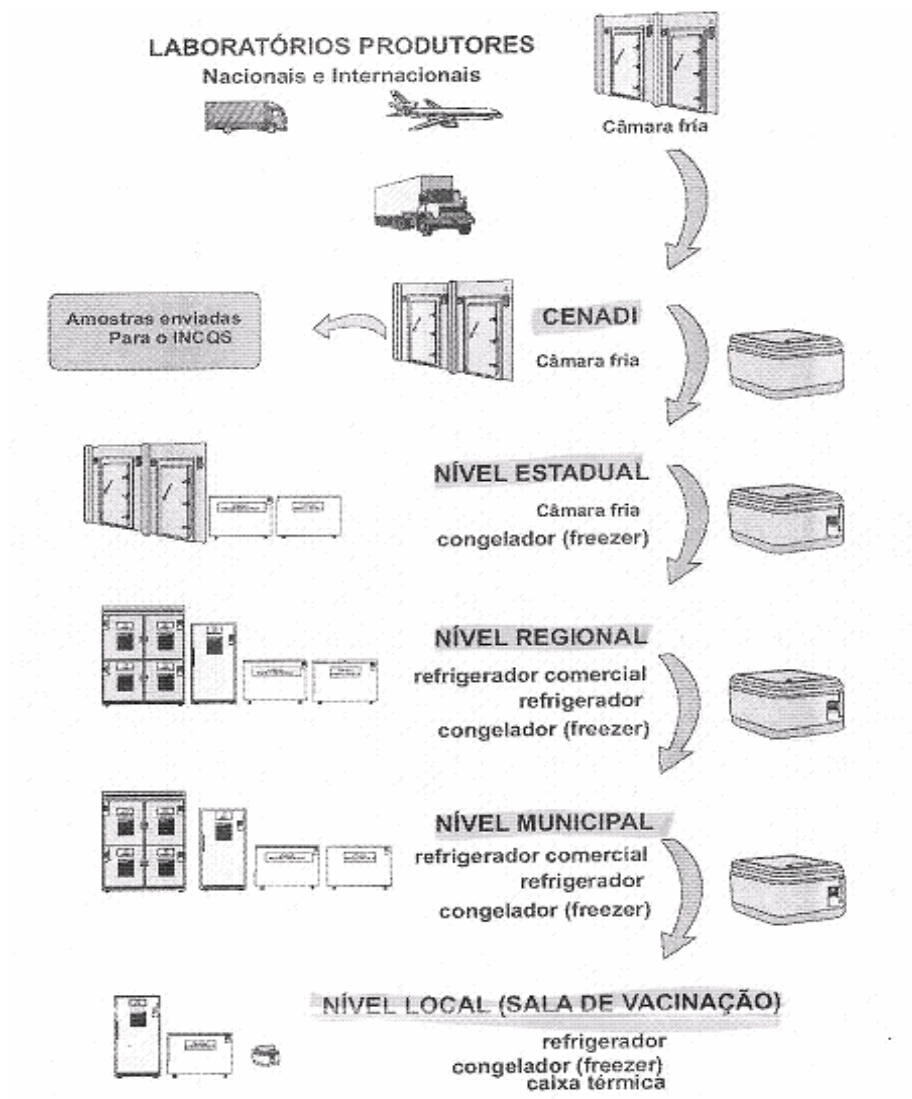 LABORATÓRIOS PRODUTORES
Nacionais e Internacionais
Câmara fria
Amostras enviadas
Para o INCQS
CENADI
Câmara fria
NÍVEL ESTADUAL
Câmara fria
congelador (freezer)
NÍVEL REGIONAL
refrigerador comercial
refrigerador
congelador (freezer)
NÍVEL MUNICIPAL
refrigerador comercial
refrigerador
congelador (freezer)
NÍVEL LOCAL (SALA DE VACINAÇÃO)
refrigerador
congelador (freezer)
caixa térmica